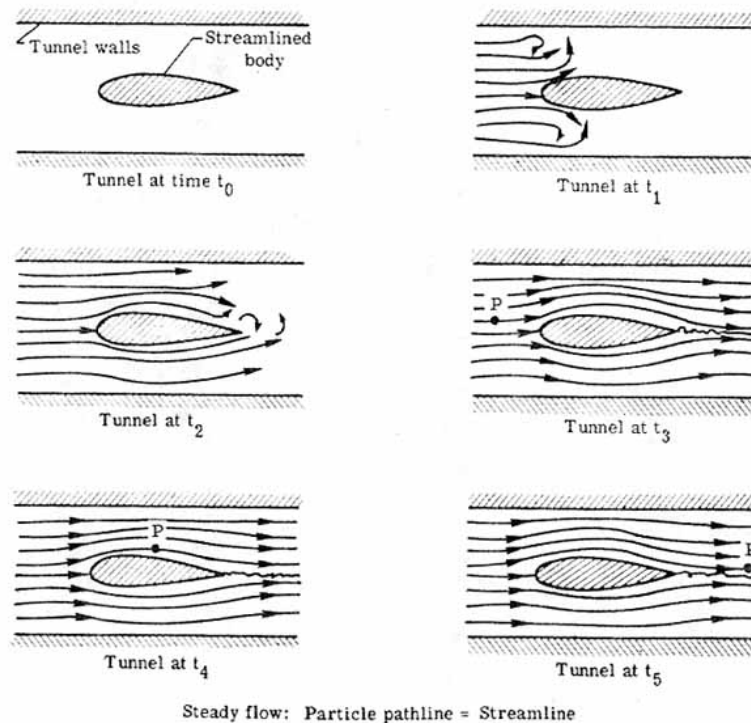 Tunnel walls
Streamlined
body
Tunnel at time t0
Tunnel at t1
Tunnel at t2
P
Tunnel at t3
P
Tunnel at t4
P
Tunnel at t5
Steady flow: Particle pathline = Streamline